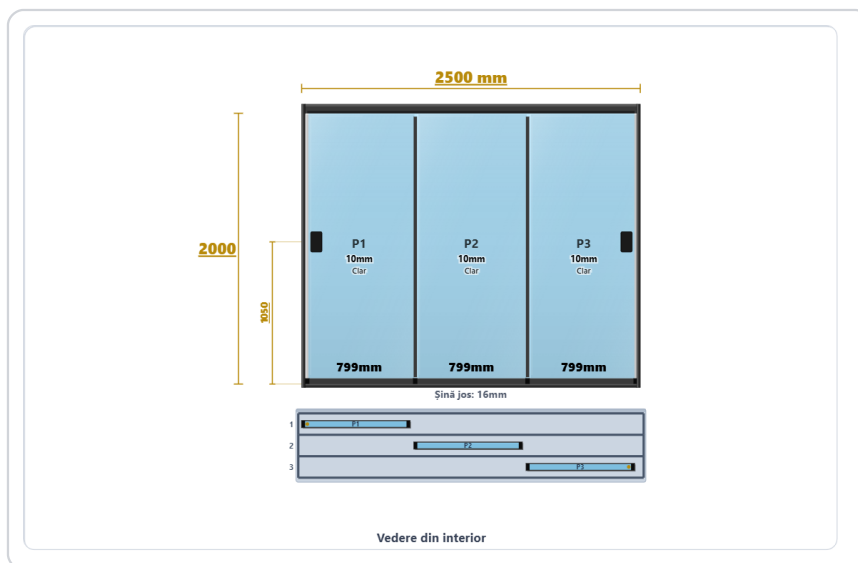 2500 mm
2000
1050
P1
10mm
Clar
P2
10mm
Clar
P3
10mm
Clar
799mm
799mm
799mm
Șină jos: 16mm
1
P1
2
P2
3
P3
Vedere din interior